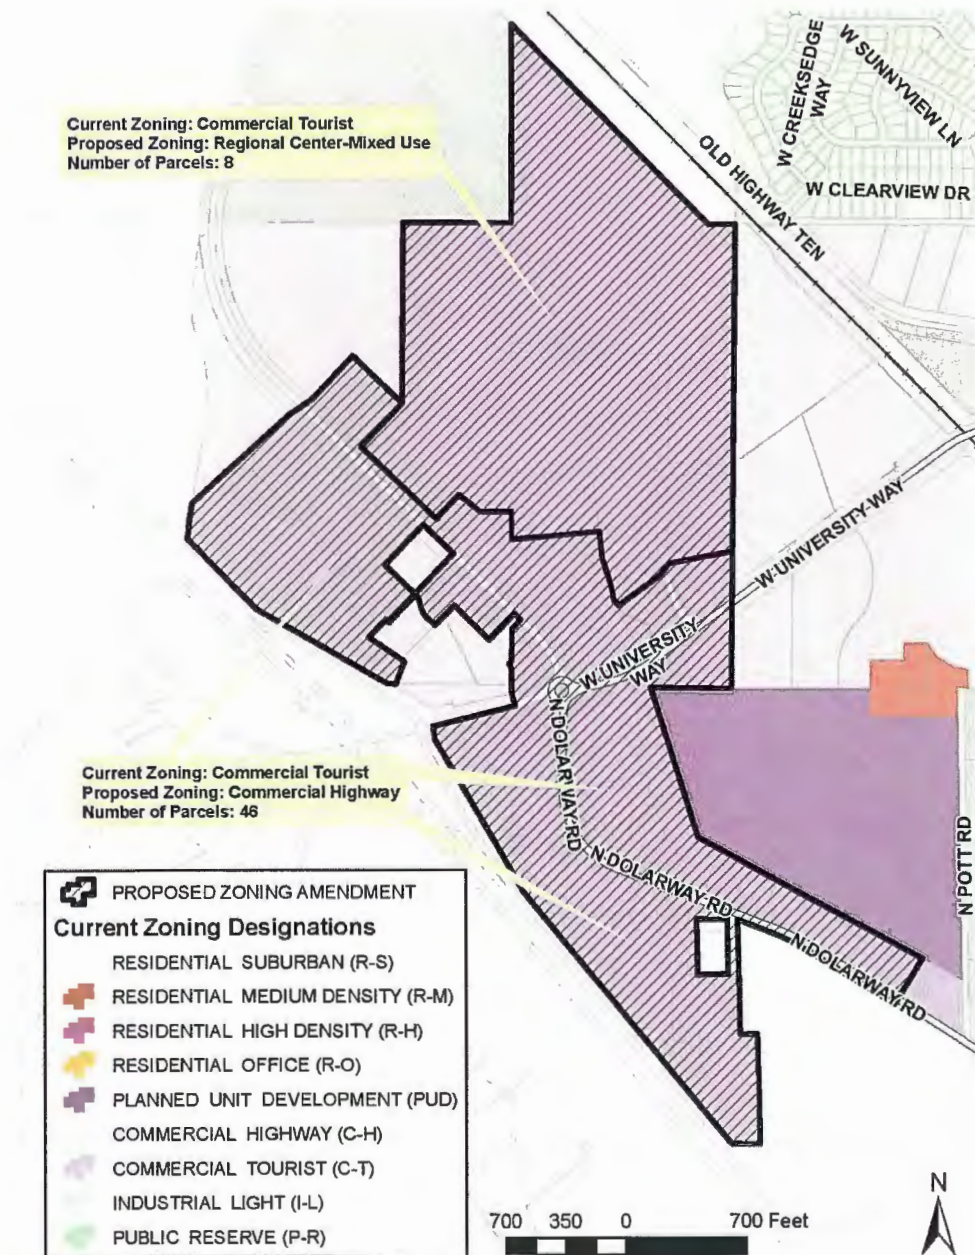 W CREEKSEDGE
WAY
W SUNNYVIEW LN
Current Zoning: Commercial Tourist
Proposed Zoning: Regional Center-Mixed Use
Number of Parcels: 8
OLD HIGHWAY TEN
W CLEARVIEW DR
W UNIVERSITY WAY
W UNIVERSITY
WAY
N DOLARWAY RD
Current Zoning: Commercial Tourist
Proposed Zoning: Commercial Highway
Number of Parcels: 46
N DOLARWAY RD
N POTT RD
N DOLARWAY RD
PROPOSED ZONING AMENDMENT
Current Zoning Designations
RESIDENTIAL SUBURBAN (R-S)
RESIDENTIAL MEDIUM DENSITY (R-M)
RESIDENTIAL HIGH DENSITY (R-H)
RESIDENTIAL OFFICE (R-O)
PLANNED UNIT DEVELOPMENT (PUD)
COMMERCIAL HIGHWAY (C-H)
COMMERCIAL TOURIST (C-T)
INDUSTRIAL LIGHT (I-L)
PUBLIC RESERVE (P-R)
700 350 0 700 Feet
N